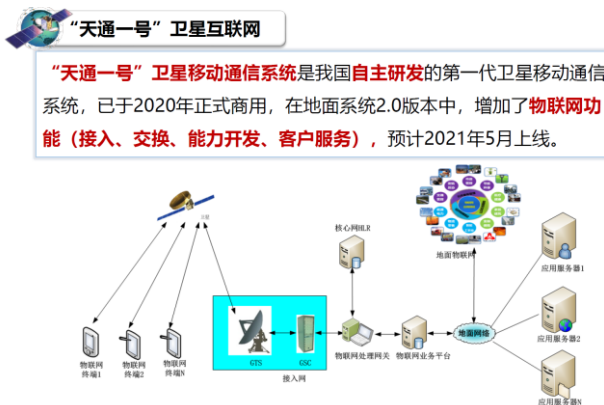 “天通一号”卫星互联网
“天通一号”卫星移动通信系统是我国自主研发的第一代卫星移动通信
系统，已于2020年正式商用，在地面系统2.0版本中，增加了物联网功
能（接入、交换、能力开发、客户服务），预计2021年5月上线。
卫星
核心网HLR
地面物联网
应用服务器1
物联网
终端1
物联网
终端2
物联网
终端N
GTS
GSC
接入网
物联网处理网关
物联网业务平台
地面网络
应用服务器2
应用服务器N